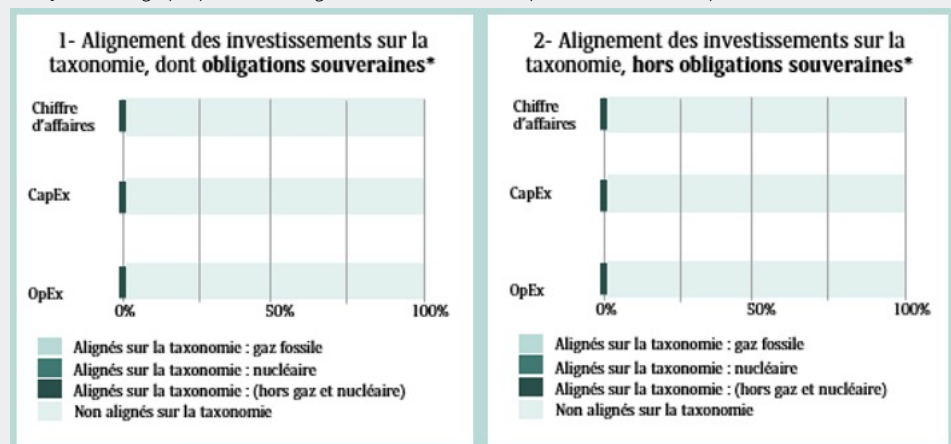 1- Alignement des investissements sur la
taxonomie, dont obligations souveraines*
Chiffre
d'affaires
CapEx
OpEx
0%
50%
100%
Alignés sur la taxonomie : gaz fossile
Alignés sur la taxonomie : nucléaire
Alignés sur la taxonomie : (hors gaz et nucléaire)
Non alignés sur la taxonomie
2- Alignement des investissements sur la
taxonomie, hors obligations souveraines*
Chiffre
d'affaires
CapEx
OpEx
0%
50%
100%
Alignés sur la taxonomie : gaz fossile
Alignés sur la taxonomie : nucléaire
Alignés sur la taxonomie : (hors gaz et nucléaire)
Non alignés sur la taxonomie